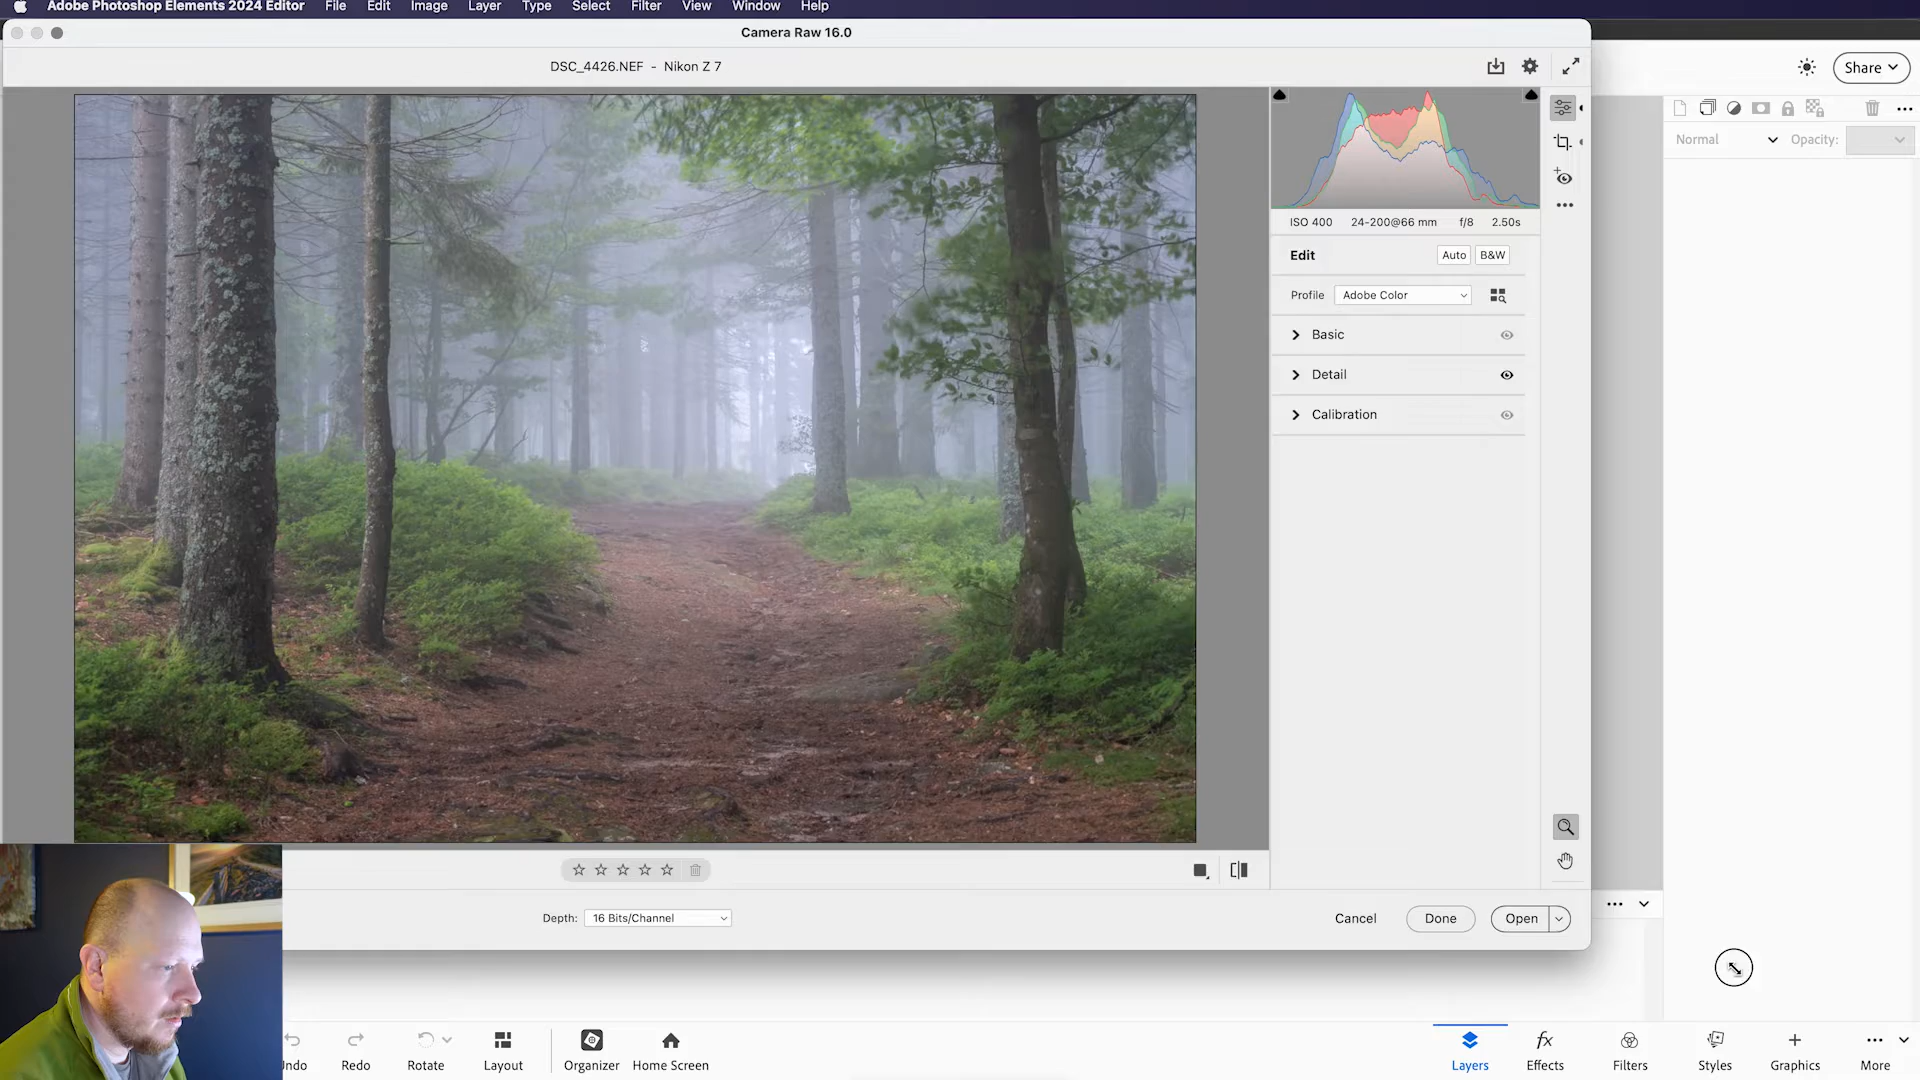 Adobe Photoshop Elements 2024 Editor File Edit Image Layer Type Select Filter View Window Help
Camera Raw 16.0
DSC_4426.NEF - Nikon Z 7
Share
Normal Opacity:
ISO 400 24-200@66 mm f/8 2.50s
Edit Auto B&W
Profile Adobe Color
Basic
Detail
Calibration
Depth: 16 Bits/Channel Cancel Done Open
ndo Redo Rotate Layout Organizer Home Screen Layers Effects Filters Styles Graphics More